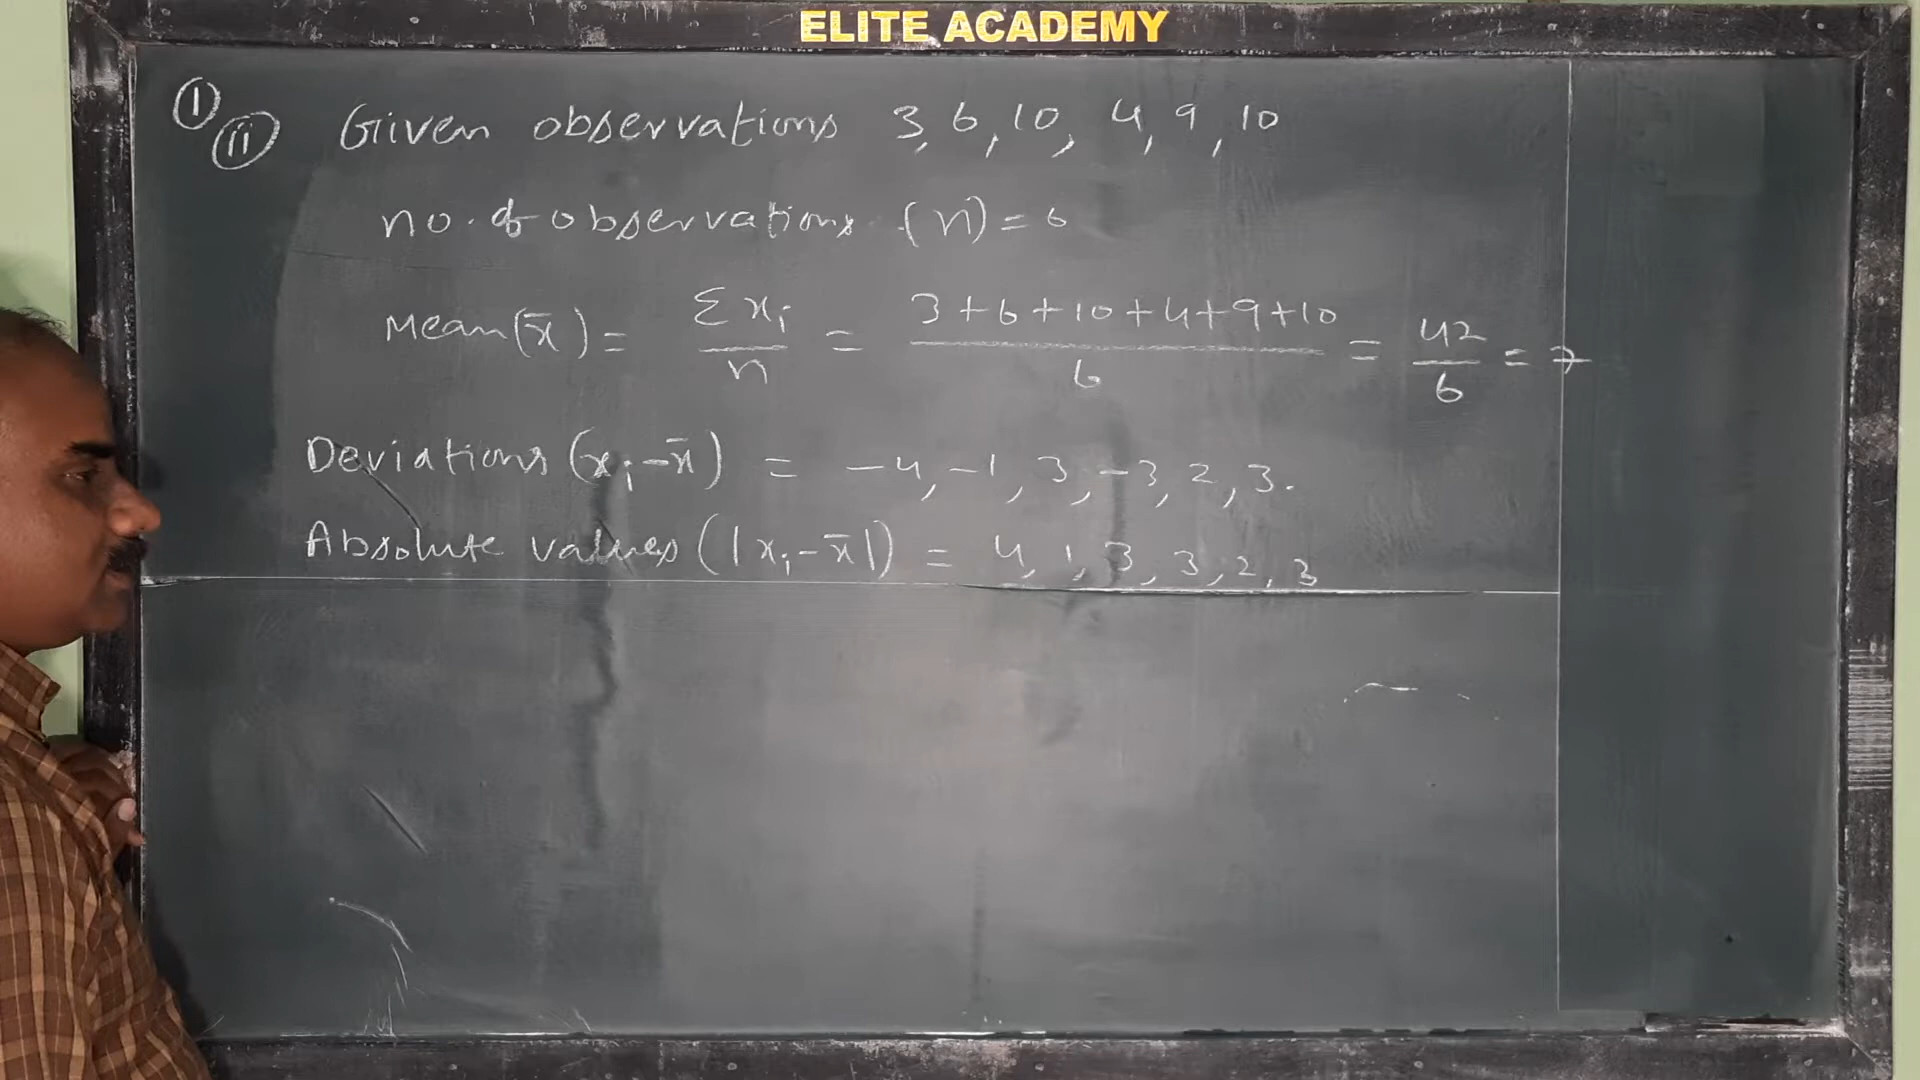 ELITE ACADEMY
① ⅱ Given observations 3, 6, 10, 4, 9, 10
no. of observations (n) = 6
Mean (x̄) = Σxᵢ / n = 3+6+10+4+9+10 / 6 = 42 / 6 = 7
Deviations (xᵢ-x̄) = -4, -1, 3, -3, 2, 3.
Absolute values (|xᵢ-x̄|) = 4, 1, 3, 3, 2, 3